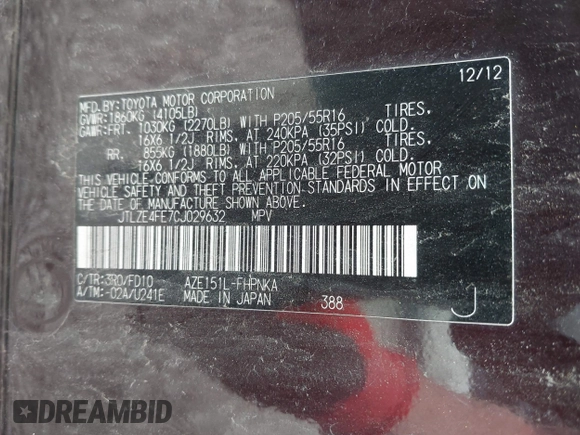 12/12
MFD.BY:TOYOTA MOTOR CORPORATION
GVWR:1860KG (4105LB)
GAWR:FRT. 1030KG (2270LB) WITH P205/55R16 TIRES,
16X6 1/2J RIMS, AT 240KPA (35PSI) COLD.
RR. 855KG (1880LB) WITH P205/55R16 TIRES,
16X6 1/2J RIMS, AT 220KPA (32PSI) COLD.
THIS VEHICLE CONFORMS TO ALL APPLICABLE FEDERAL MOTOR
VEHICLE SAFETY AND THEFT PREVENTION STANDARDS IN EFFECT ON
THE DATE OF MANUFACTURE SHOWN ABOVE.
JTLZE4FE7CJ029632 MPV
C/TR:3R0/FD10 AZE151L-FHPNKA
A/TM:-02A/U241E MADE IN JAPAN 388 J
DREAMBID